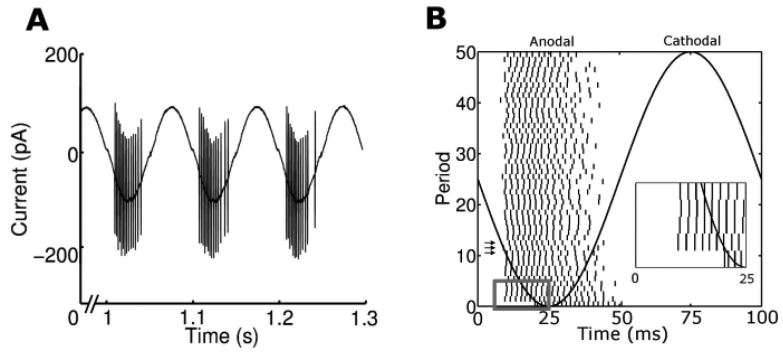 A
Current (pA)
200
0
−200
0
1
1.1
1.2
1.3
Time (s)
B
Anodal
Cathodal
Period
50
40
30
20
10
0
0
25
0
25
50
75
100
Time (ms)